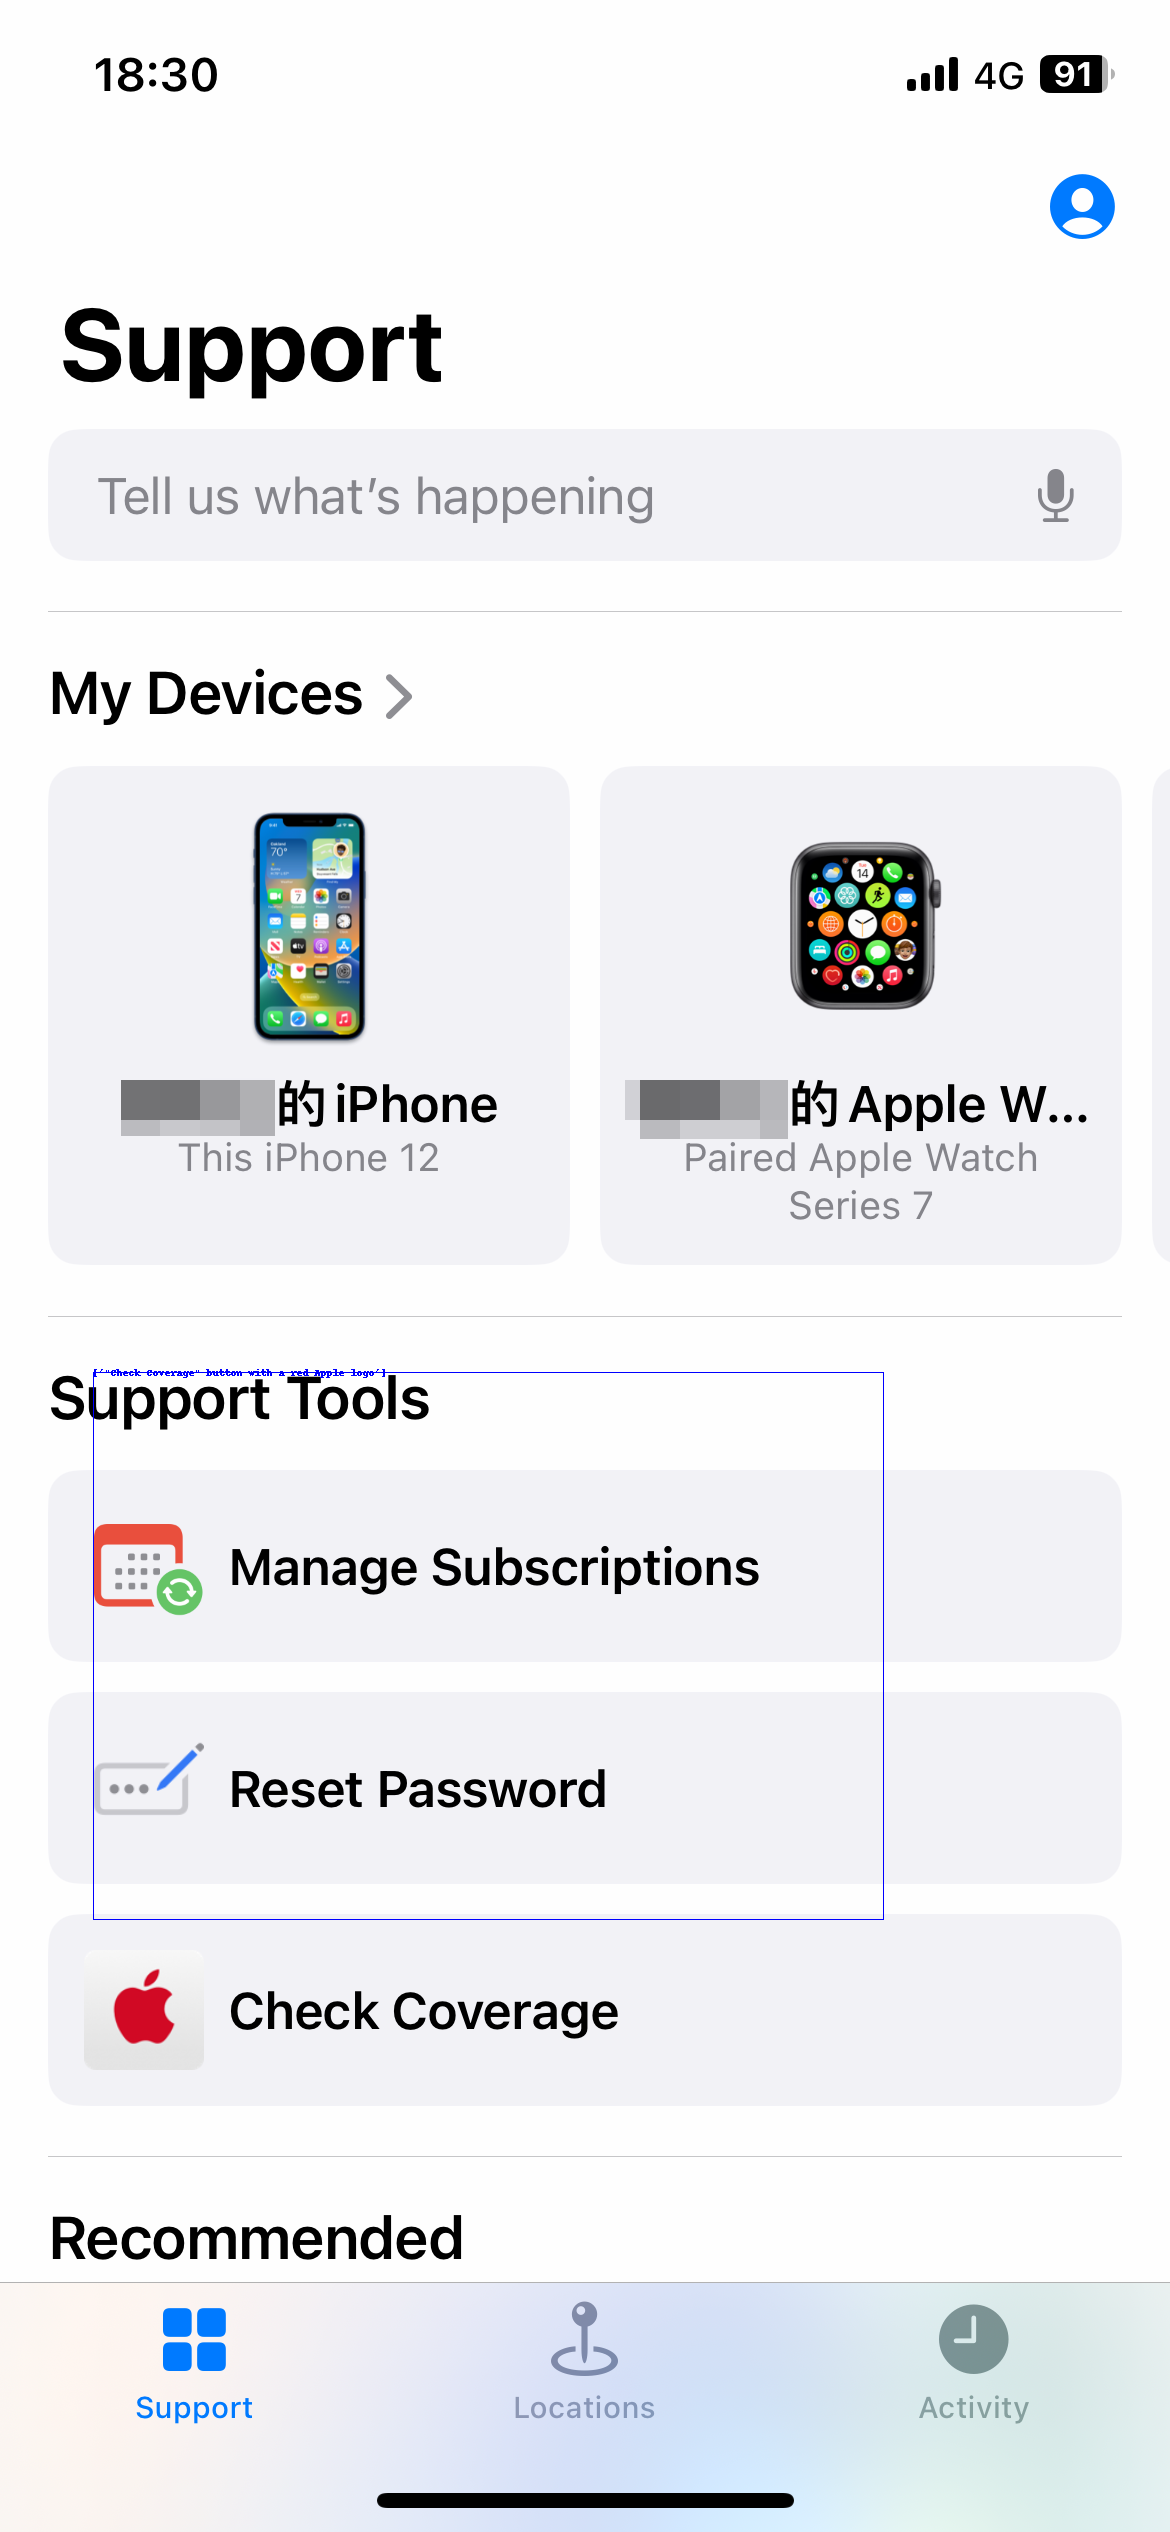 18:30
4G 91
Support
Tell us what's happening
My Devices
的 iPhone
This iPhone 12
的 Apple W...
Paired Apple Watch
Series 7
['"Check Coverage" button with a red Apple logo']
Support Tools
Manage Subscriptions
Reset Password
Check Coverage
Recommended
Support
Locations
Activity